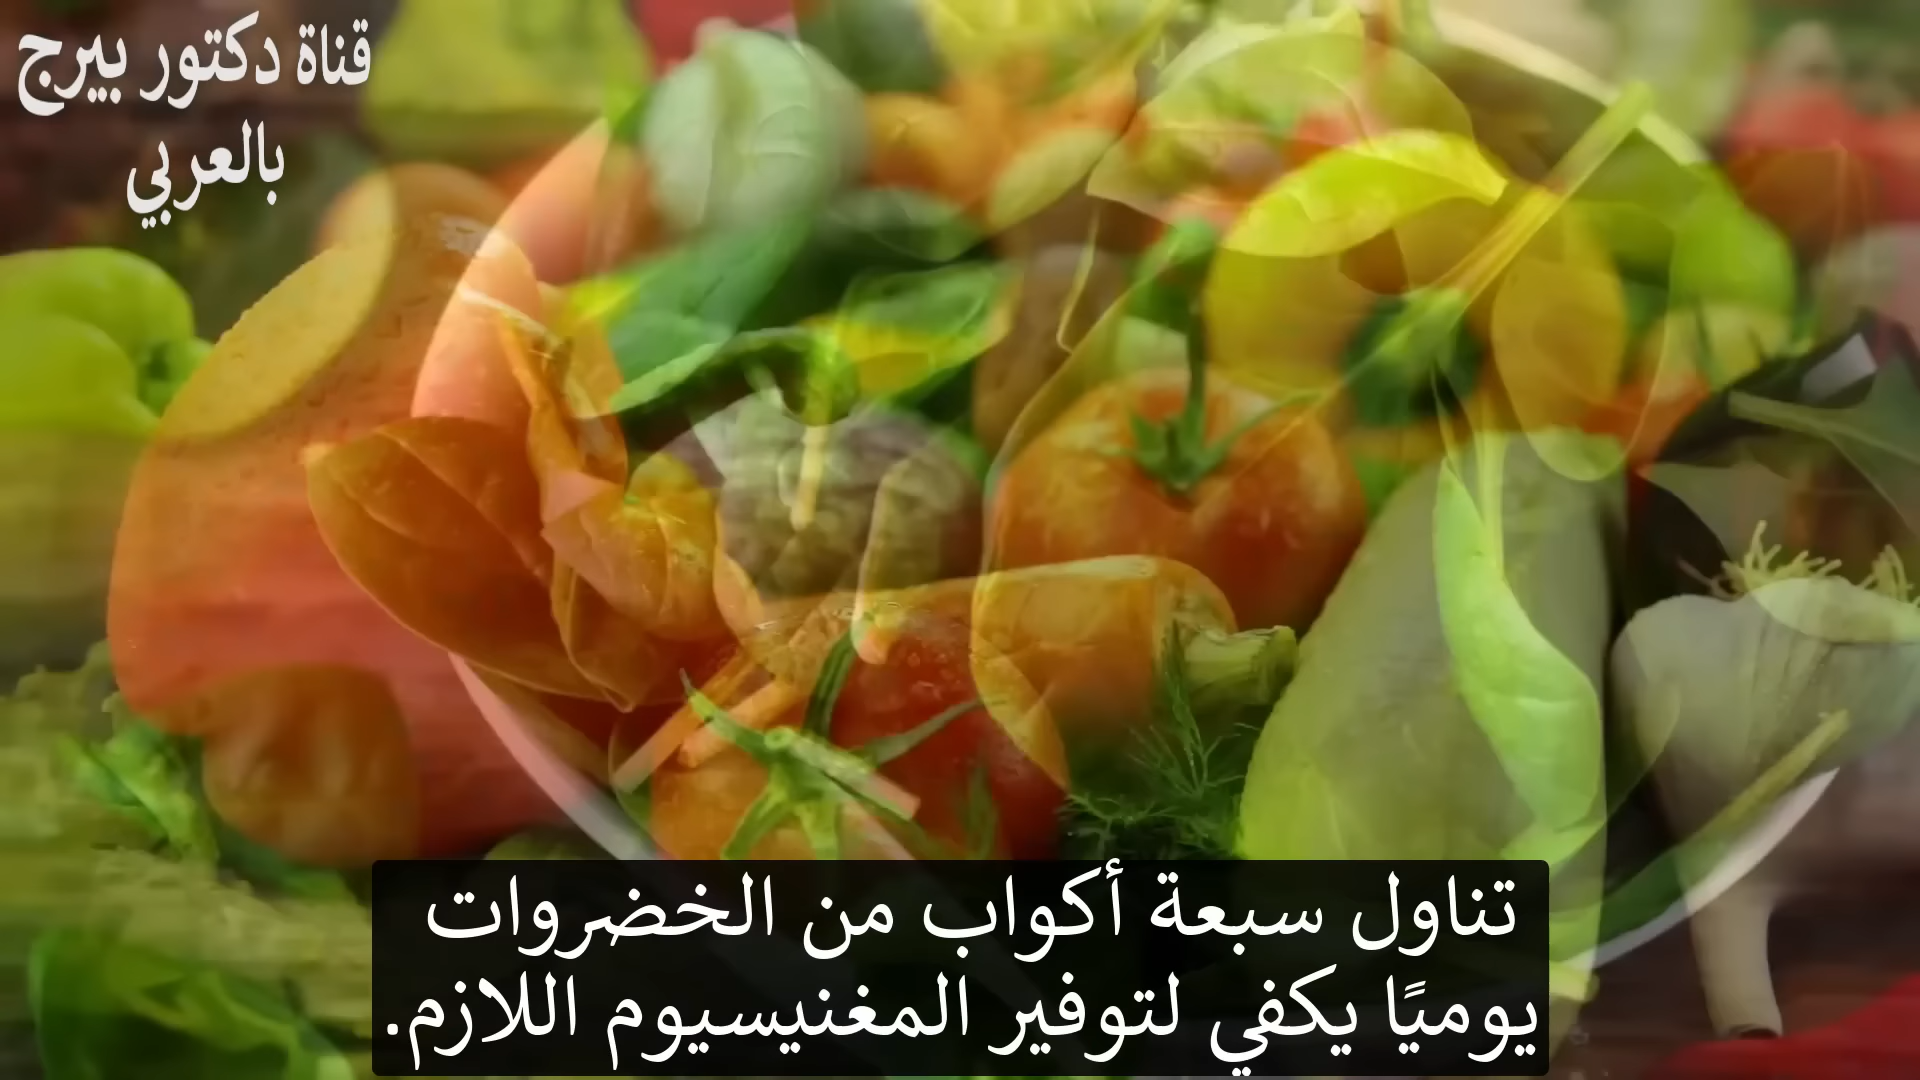 قناة دكتور بيرج
بالعربي
تناول سبعة أكواب من الخضروات
يوميًا يكفي لتوفير المغنيسيوم اللازم.